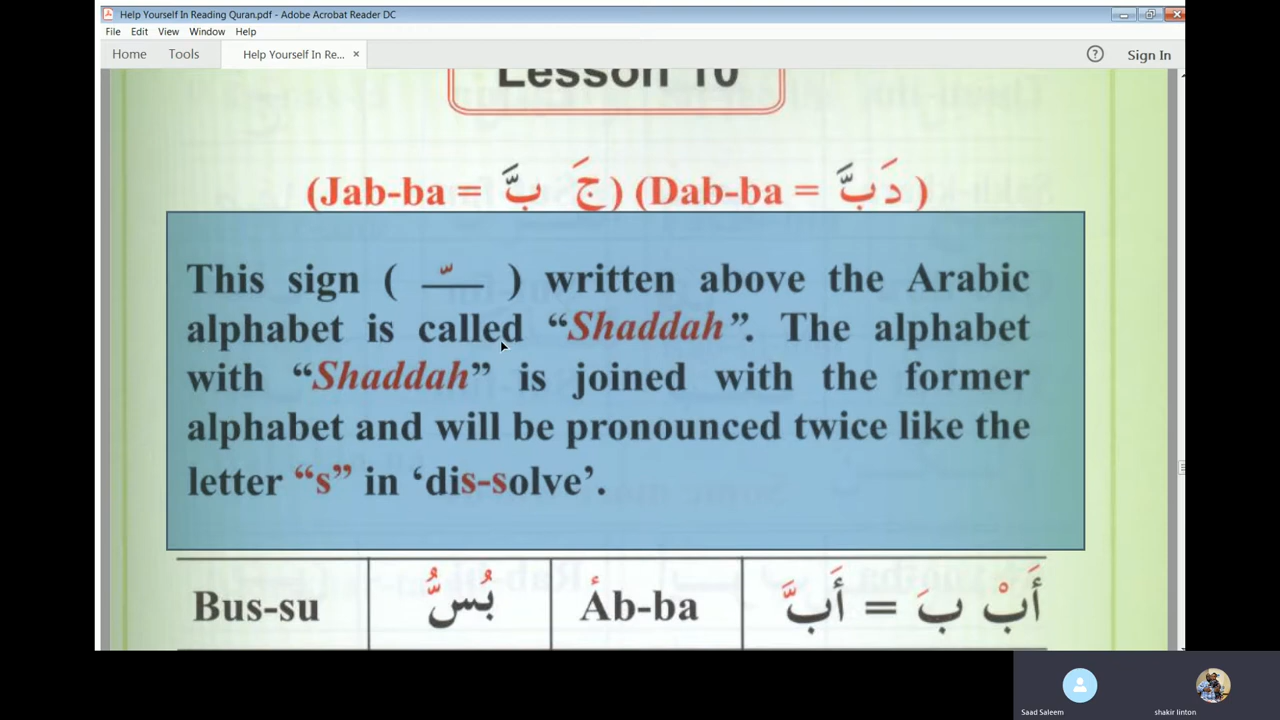 Help Yourself In Reading Quran.pdf - Adobe Acrobat Reader DC
File Edit View Window Help
Home Tools Help Yourself In Re... × ? Sign In
Lesson 10
(Jab-ba = جَ بَّ) (Dab-ba = دَبَّ )
This sign ( ـّـ ) written above the Arabic
alphabet is called “Shaddah”. The alphabet
with “Shaddah” is joined with the former
alphabet and will be pronounced twice like the
letter “s” in ‘dis-solve’.
Bus-su بُسُّ Ȧb-ba أَبْ بَ = أَبَّ
Saad Saleem shakir linton